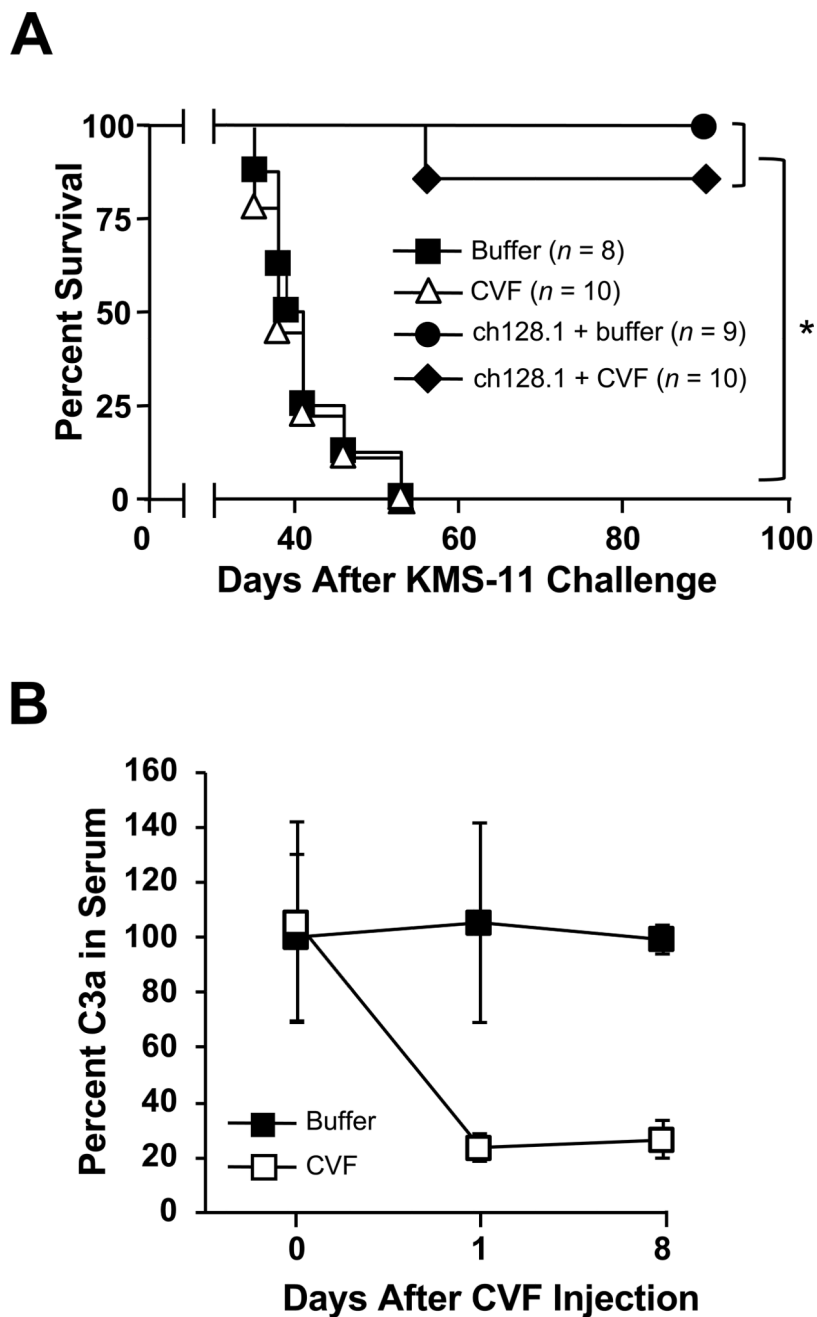 A
100
75
50
25
0
Percent Survival
Buffer (n = 8)
CVF (n = 10)
ch128.1 + buffer (n = 9)
ch128.1 + CVF (n = 10)
*
0 40 60 80 100
Days After KMS-11 Challenge
B
160
140
120
100
80
60
40
20
0
Percent C3a in Serum
Buffer
CVF
0 1 8
Days After CVF Injection